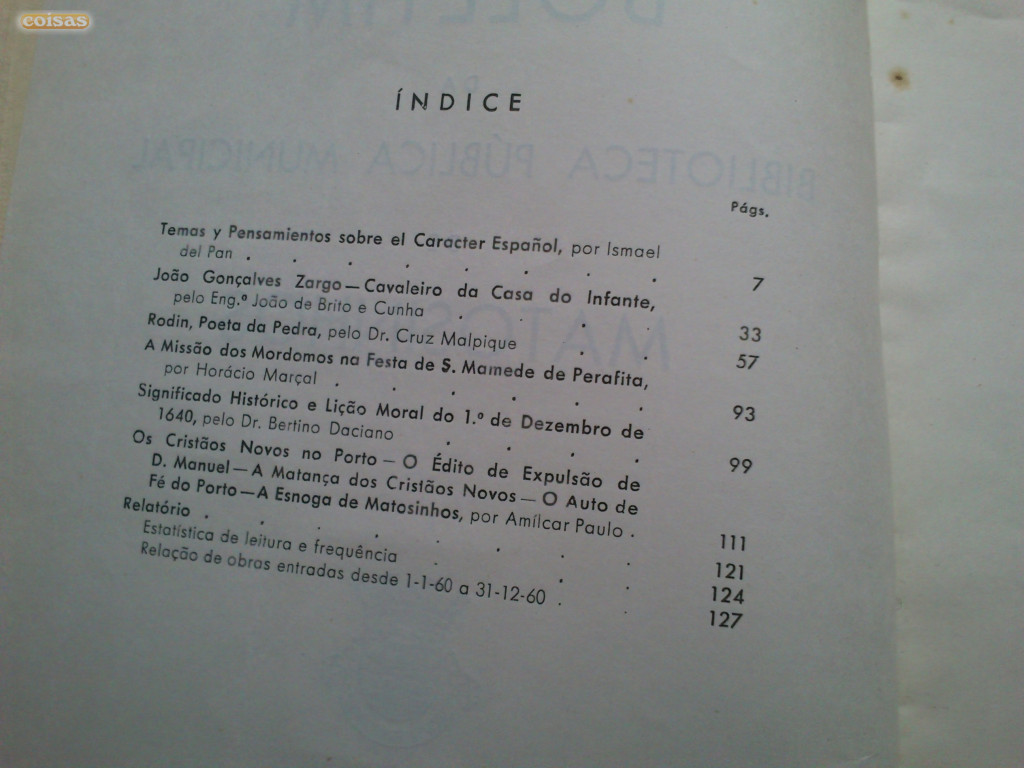 coisas
ÍNDICE
Págs.
Temas y Pensamientos sobre el Caracter Español, por Ismael
del Pan . . . . . . . . 7
João Gonçalves Zargo — Cavaleiro da Casa do Infante,
pelo Eng.º João de Brito e Cunha . . . . 33
Rodin, Poeta da Pedra, pelo Dr. Cruz Malpique . . 57
A Missão dos Mordomos na Festa de S. Mamede de Perafita,
por Horácio Marçal . . . . . . 93
Significado Histórico e Lição Moral do 1.º de Dezembro de
1640, pelo Dr. Bertino Daciano . . . . 99
Os Cristãos Novos no Porto — O Édito de Expulsão de
D. Manuel — A Matança dos Cristãos Novos — O Auto de
Fé do Porto — A Esnoga de Matosinhos, por Amílcar Paulo . 111
Relatório . . . . . . . . 121
Estatística de leitura e frequência . . . . 124
Relação de obras entradas desde 1-1-60 a 31-12-60 . . 127
BOLETIM
DA
BIBLIOTECA PÚBLICA MUNICIPAL